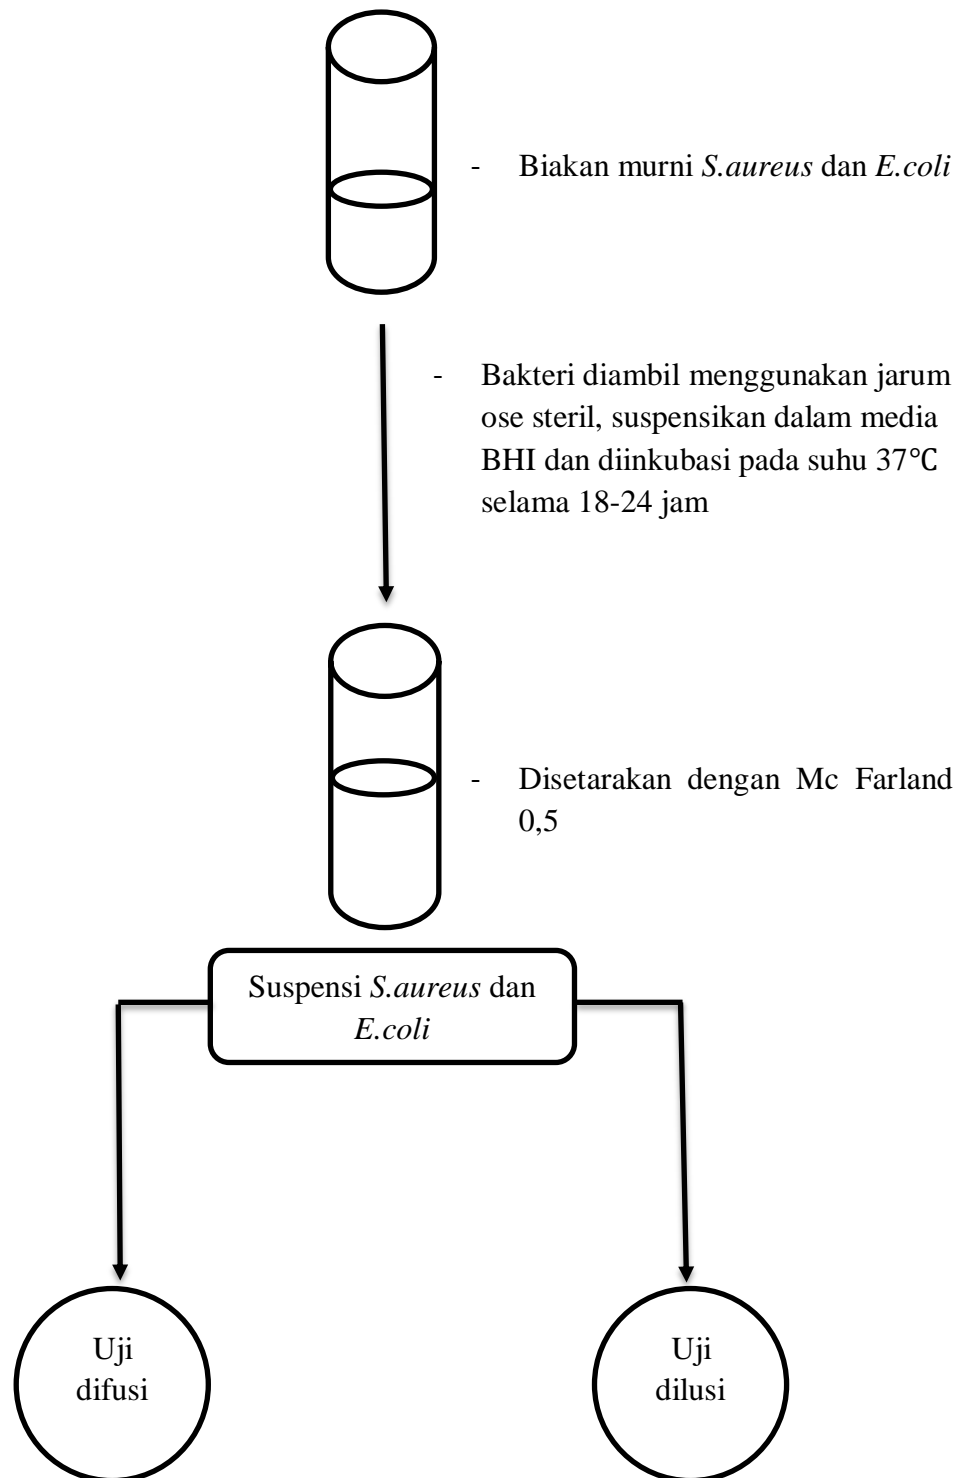 - Biakan murni S.aureus dan E.coli
- Bakteri diambil menggunakan jarum
ose steril, suspensikan dalam media
BHI dan diinkubasi pada suhu 37℃
selama 18-24 jam
- Disetarakan dengan Mc Farland
0,5
Suspensi S.aureus dan
E.coli
Uji
difusi
Uji
dilusi